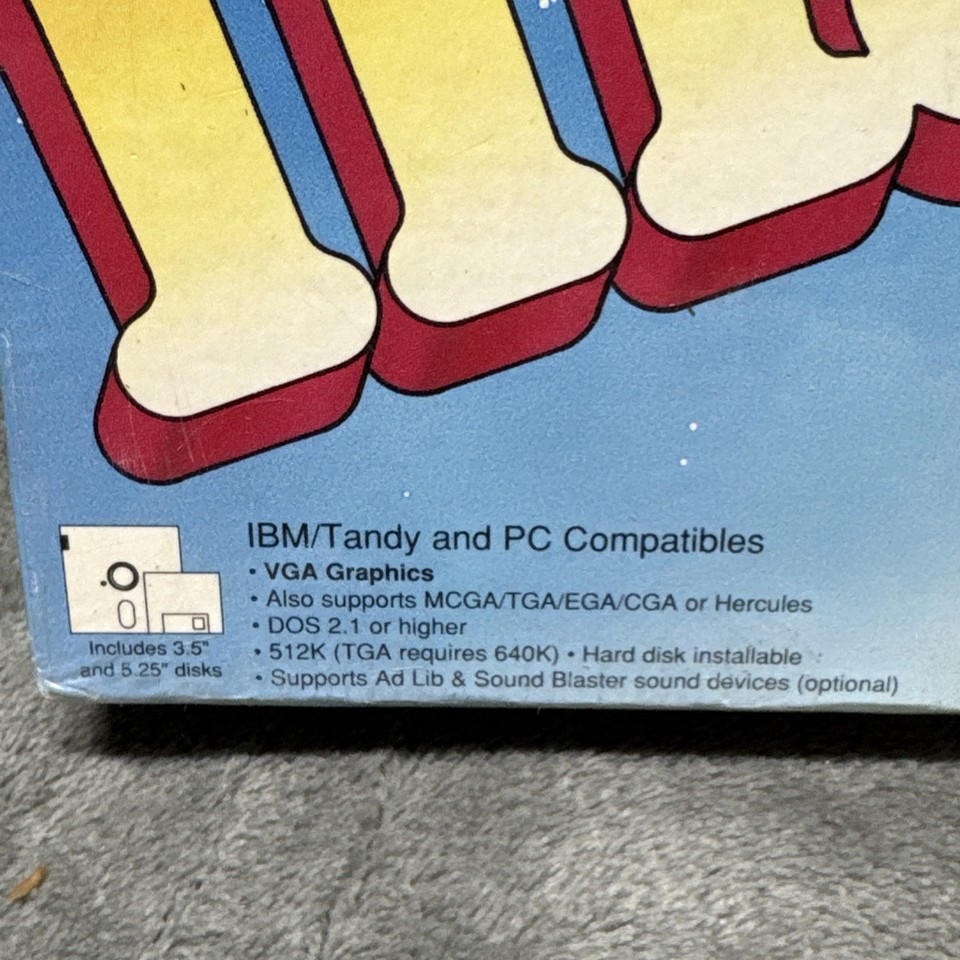 IBM/Tandy and PC Compatibles
• VGA Graphics
• Also supports MCGA/TGA/EGA/CGA or Hercules
• DOS 2.1 or higher
• 512K (TGA requires 640K) • Hard disk installable
• Supports Ad Lib & Sound Blaster sound devices (optional)
Includes 3.5"
and 5.25" disks